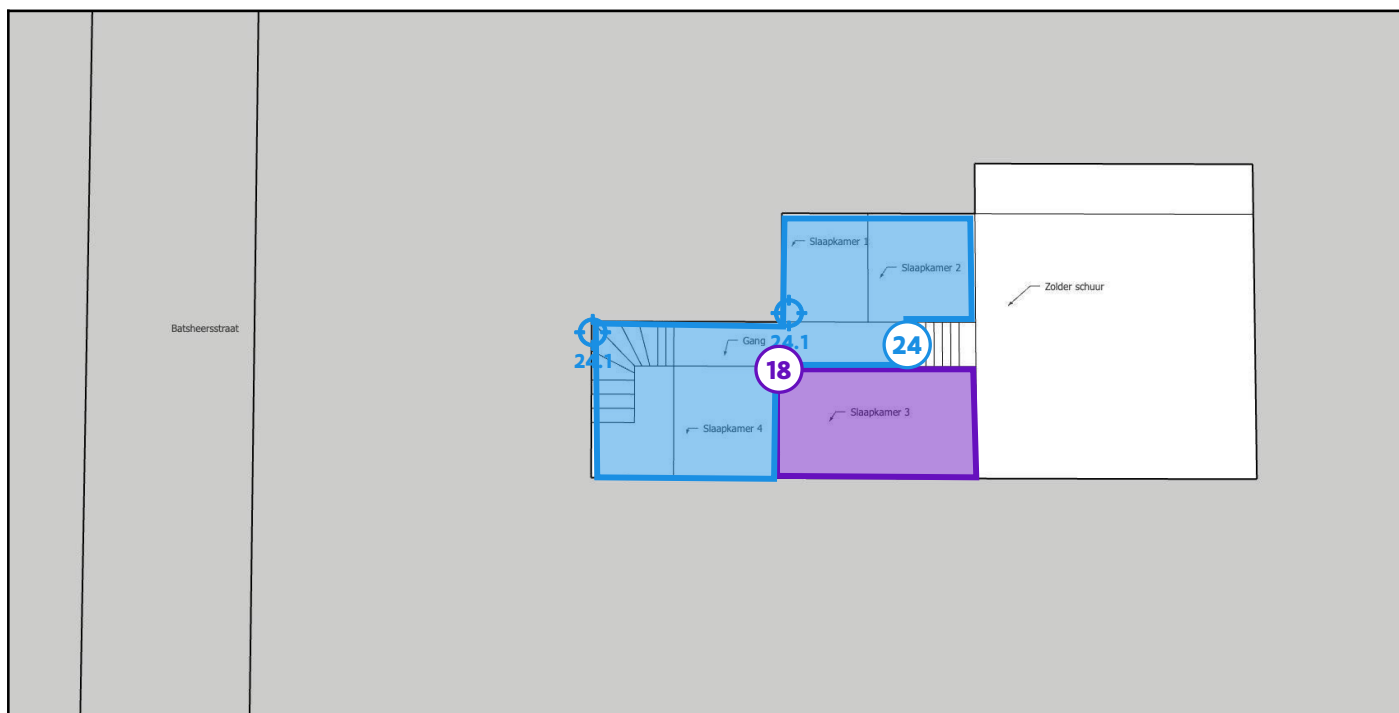 Slaapkamer 1
Slaapkamer 2
Zolder schuur
Batsheersstraat
Gang
24.1
24
24.1
18
Slaapkamer 3
Slaapkamer 4